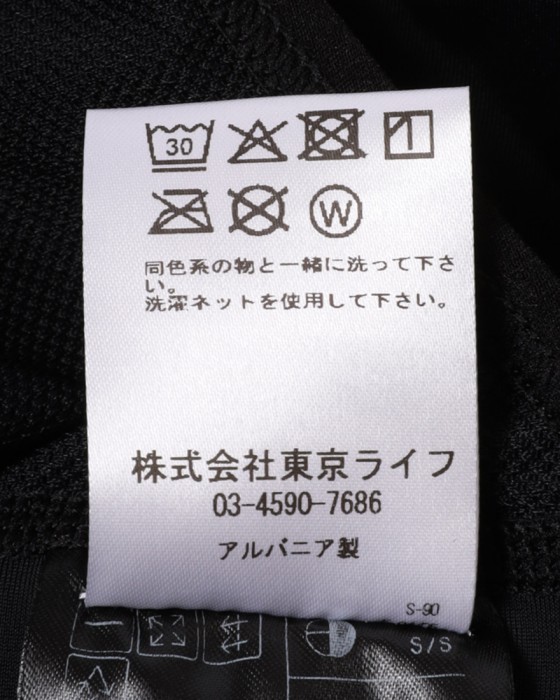 30
W
同色系の物と一緒に洗って下さ
い。
洗濯ネットを使用して下さい。
株式会社東京ライフ
03-4590-7686
アルバニア製
S-90
S/S